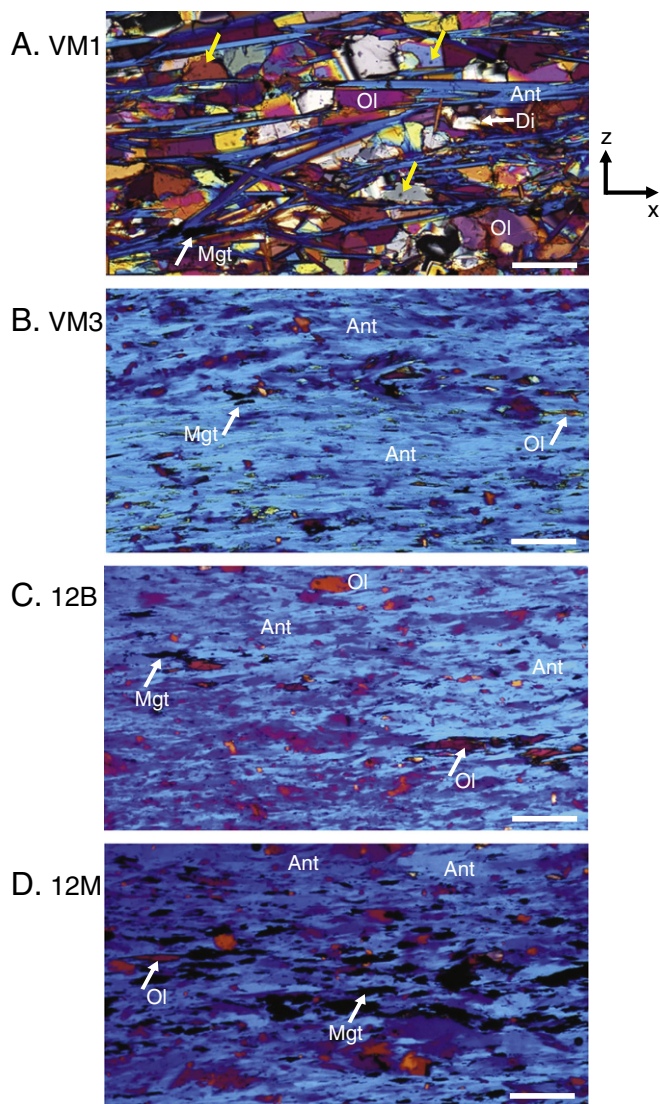 A. VM1
Ol
Ant
Di
Ol
Mgt
z
x
B. VM3
Ant
Mgt
Ol
Ant
C. 12B
Ol
Ant
Ant
Mgt
Ol
D. 12M
Ant
Ant
Ol
Mgt